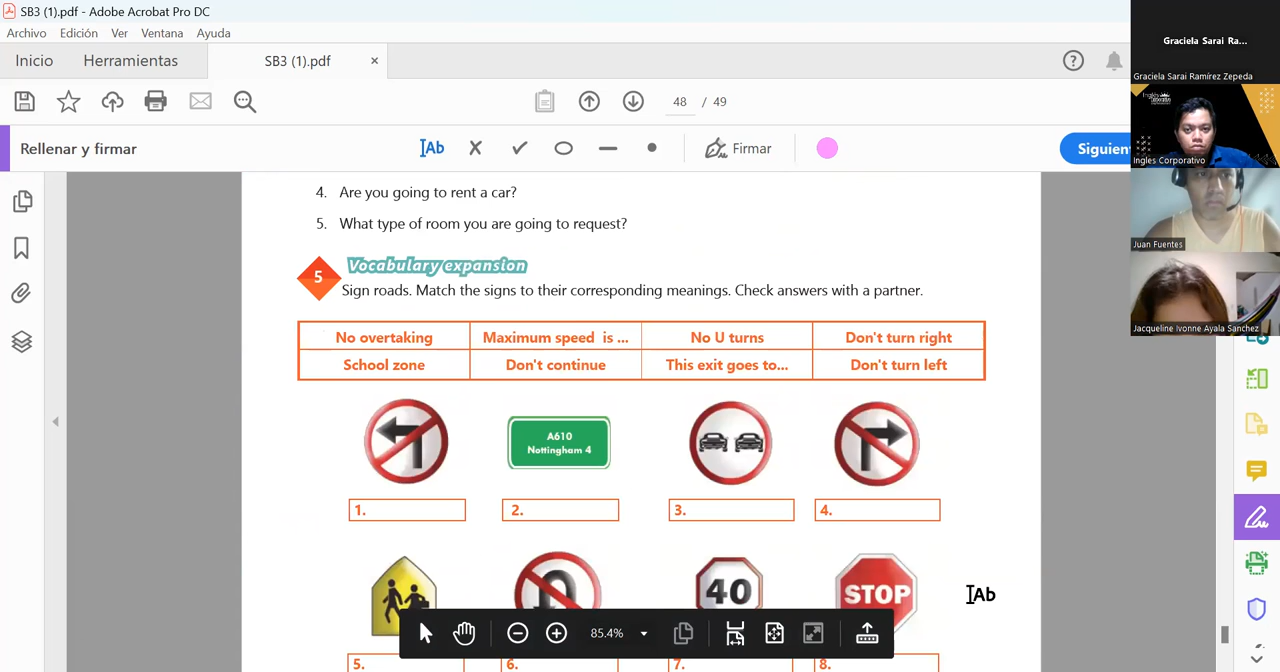 SB3 (1).pdf - Adobe Acrobat Pro DC
Archivo Edición Ver Ventana Ayuda
Inicio Herramientas SB3 (1).pdf ×
48 / 49
Rellenar y firmar
Ab
Firmar
Siguien
4. Are you going to rent a car?
5. What type of room you are going to request?
5 Vocabulary expansion
Sign roads. Match the signs to their corresponding meanings. Check answers with a partner.
No overtaking Maximum speed is ... No U turns Don't turn right
School zone Don't continue This exit goes to... Don't turn left
A610
Nottingham 4
1. 2. 3. 4.
40 STOP
Ab
85.4%
5. 6. 7. 8.
Graciela Sarai Ra...
Graciela Sarai Ramírez Zepeda
Inglés
Ingles Corporativo
Juan Fuentes
Jacqueline Ivonne Ayala Sanchez